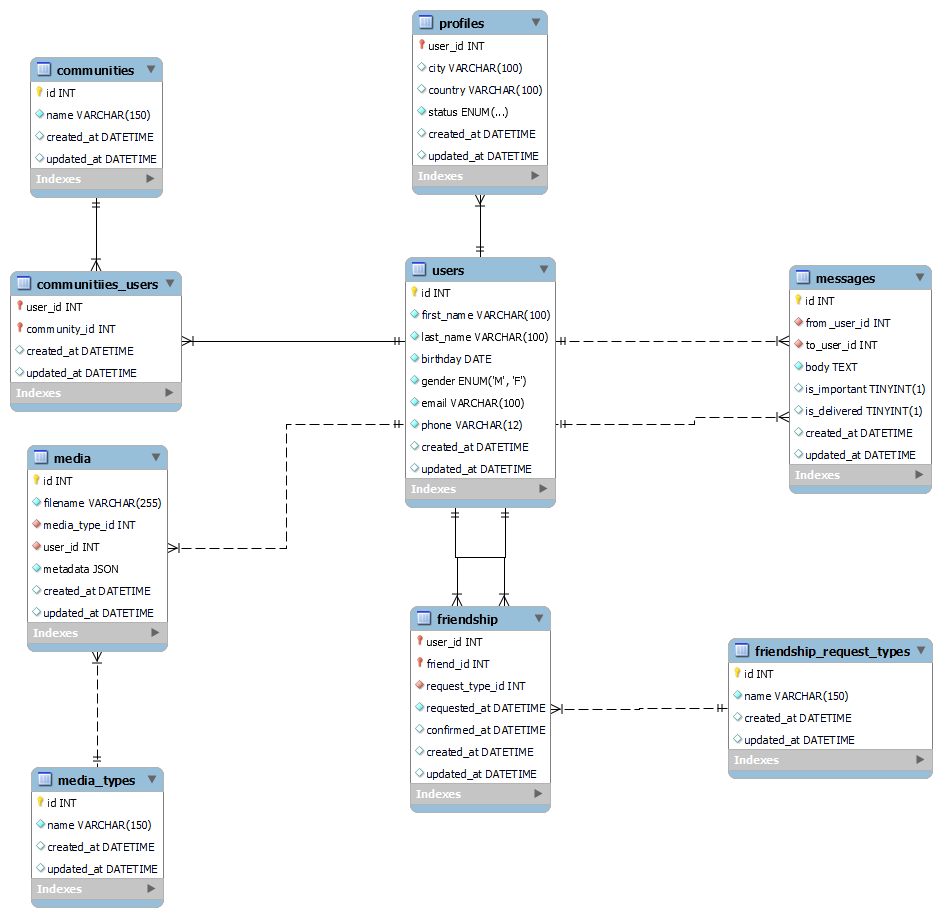 profiles
user_id INT
city VARCHAR(100)
country VARCHAR(100)
status ENUM(...)
created_at DATETIME
updated_at DATETIME
Indexes
communities
id INT
name VARCHAR(150)
created_at DATETIME
updated_at DATETIME
Indexes
communitiies_users
user_id INT
community_id INT
created_at DATETIME
updated_at DATETIME
Indexes
users
id INT
first_name VARCHAR(100)
last_name VARCHAR(100)
birthday DATE
gender ENUM('M', 'F')
email VARCHAR(100)
phone VARCHAR(12)
created_at DATETIME
updated_at DATETIME
Indexes
messages
id INT
from_user_id INT
to_user_id INT
body TEXT
is_important TINYINT(1)
is_delivered TINYINT(1)
created_at DATETIME
updated_at DATETIME
Indexes
media
id INT
filename VARCHAR(255)
media_type_id INT
user_id INT
metadata JSON
created_at DATETIME
updated_at DATETIME
Indexes
friendship
user_id INT
friend_id INT
request_type_id INT
requested_at DATETIME
confirmed_at DATETIME
created_at DATETIME
updated_at DATETIME
Indexes
friendship_request_types
id INT
name VARCHAR(150)
created_at DATETIME
updated_at DATETIME
Indexes
media_types
id INT
name VARCHAR(150)
created_at DATETIME
updated_at DATETIME
Indexes